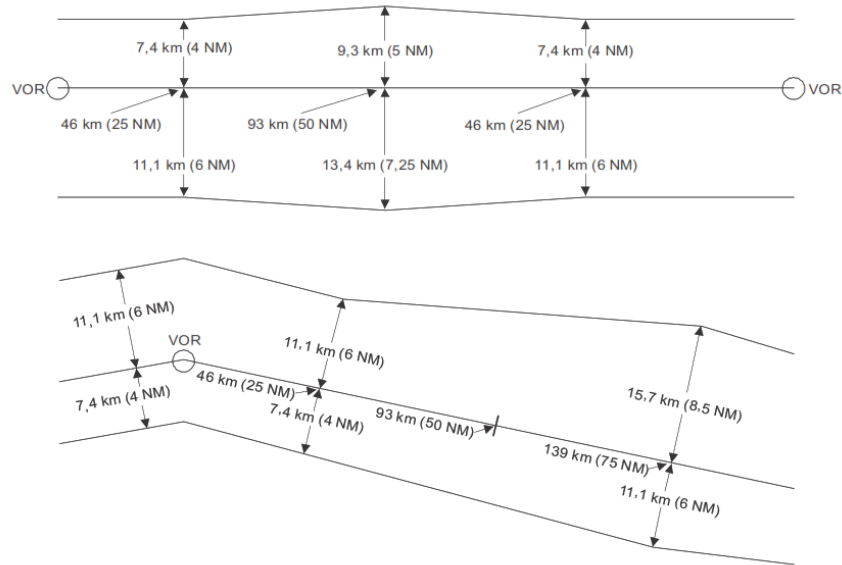 7,4 km (4 NM)
9,3 km (5 NM)
7,4 km (4 NM)
VOR
VOR
46 km (25 NM)
93 km (50 NM)
46 km (25 NM)
11,1 km (6 NM)
13,4 km (7,25 NM)
11,1 km (6 NM)
11,1 km (6 NM)
VOR
11,1 km (6 NM)
46 km (25 NM)
7,4 km (4 NM)
7,4 km (4 NM)
93 km (50 NM)
15,7 km (8,5 NM)
139 km (75 NM)
11,1 km (6 NM)